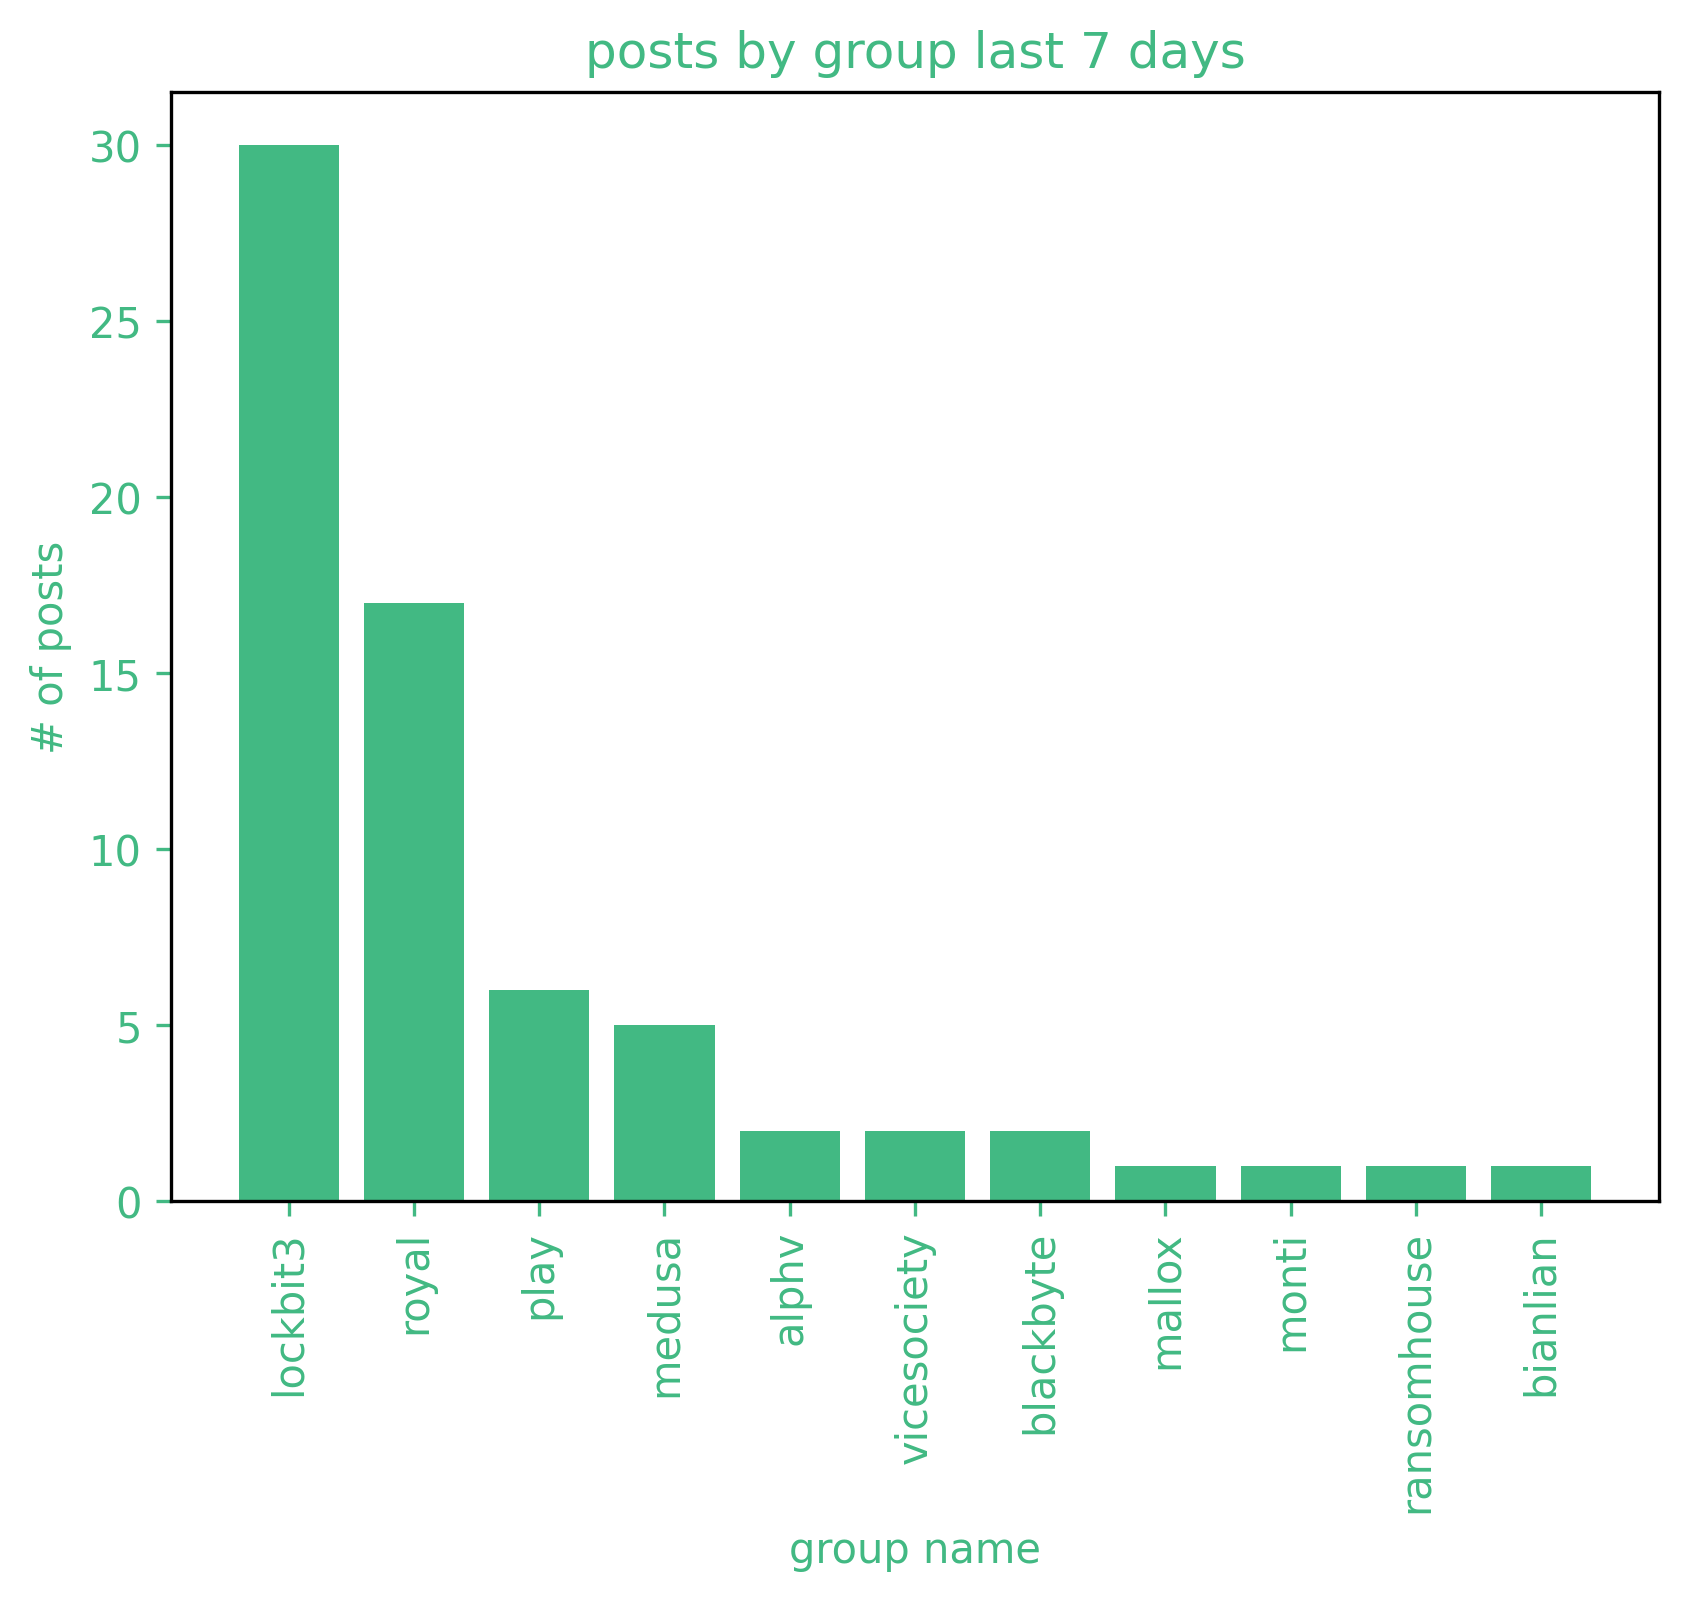 posts by group last 7 days
# of posts
30
25
20
15
10
5
0
lockbit3
royal
play
medusa
alphv
vicesociety
blackbyte
mallox
monti
ransomhouse
bianlian
group name